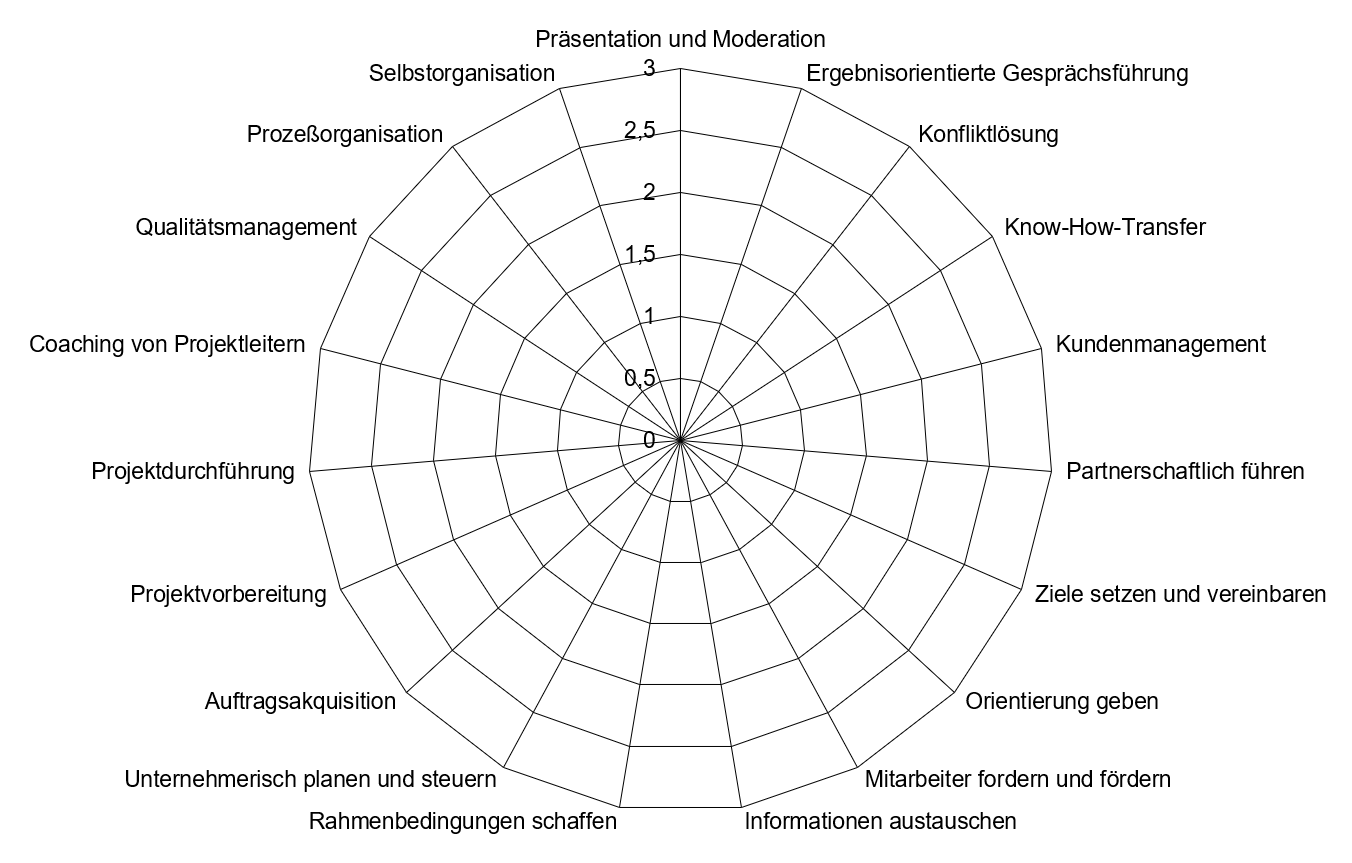 Präsentation und Moderation
Selbstorganisation
3
Ergebnisorientierte Gesprächsführung
Prozeßorganisation
2,5
Konfliktlösung
2
Qualitätsmanagement
Know-How-Transfer
1,5
1
Coaching von Projektleitern
Kundenmanagement
0,5
0
Projektdurchführung
Partnerschaftlich führen
Projektvorbereitung
Ziele setzen und vereinbaren
Auftragsakquisition
Orientierung geben
Unternehmerisch planen und steuern
Mitarbeiter fordern und fördern
Rahmenbedingungen schaffen
Informationen austauschen